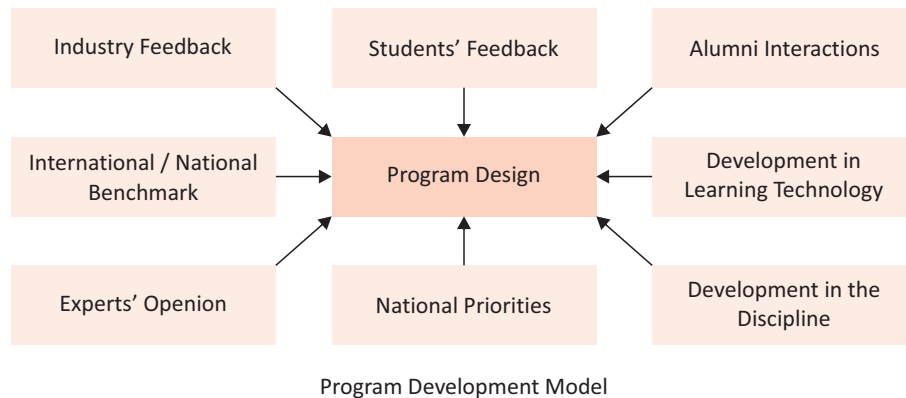 Industry Feedback
Students’ Feedback
Alumni Interactions
International / National
Benchmark
Program Design
Development in
Learning Technology
Experts’ Openion
National Priorities
Development in the
Discipline
Program Development Model